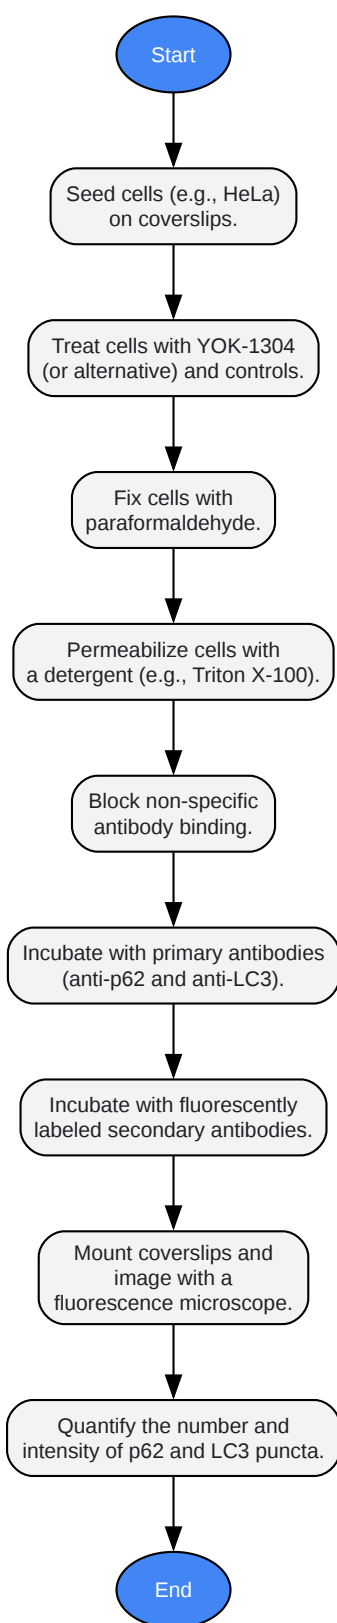 Start
Seed cells (e.g., HeLa)
on coverslips.
Treat cells with YOK-1304
(or alternative) and controls.
Fix cells with
paraformaldehyde.
Permeabilize cells with
a detergent (e.g., Triton X-100).
Block non-specific
antibody binding.
Incubate with primary antibodies
(anti-p62 and anti-LC3).
Incubate with fluorescently
labeled secondary antibodies.
Mount coverslips and
image with a
fluorescence microscope.
Quantify the number and
intensity of p62 and LC3 puncta.
End